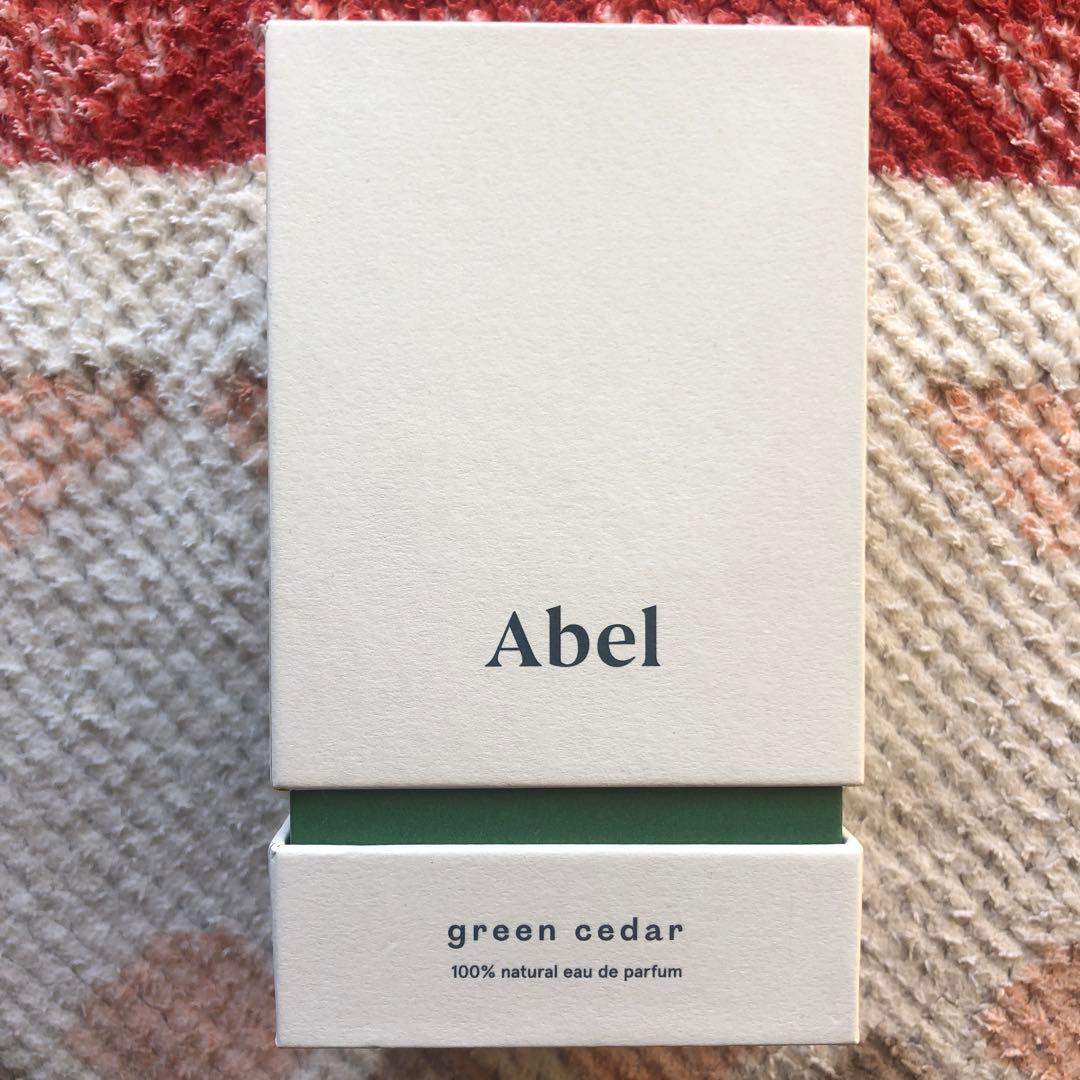 Abel
green cedar
100% natural eau de parfum